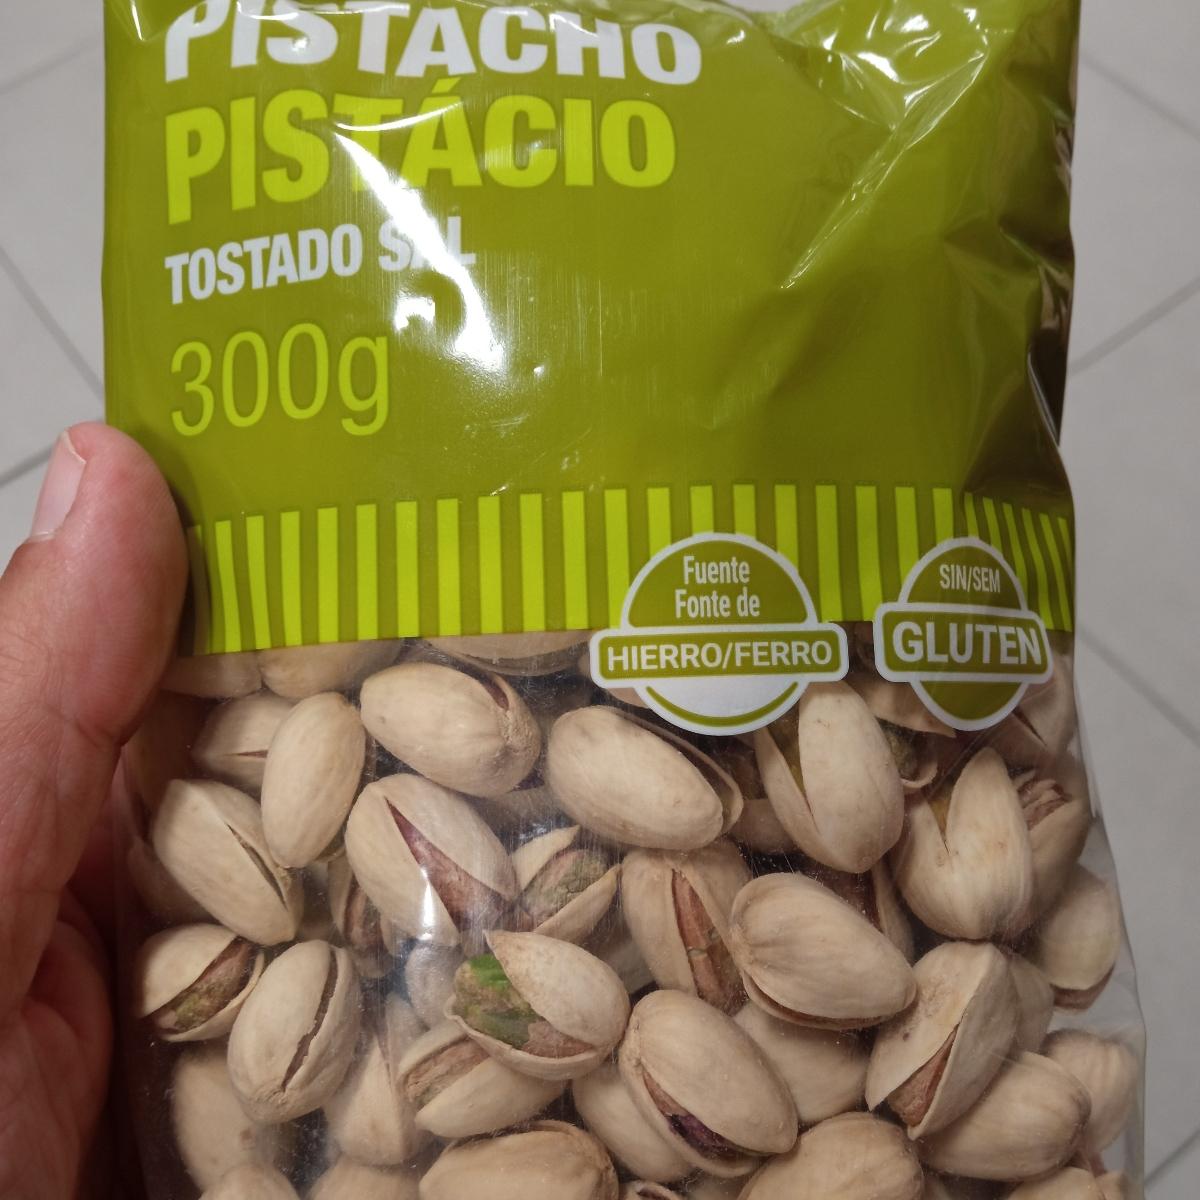 PISTACHO
PISTÁCIO
TOSTADO SAL
300g
Fuente
Fonte de
HIERRO/FERRO
SIN/SEM
GLUTEN